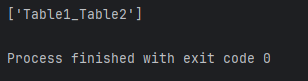 ['Table1_Table2']
Process finished with exit code 0